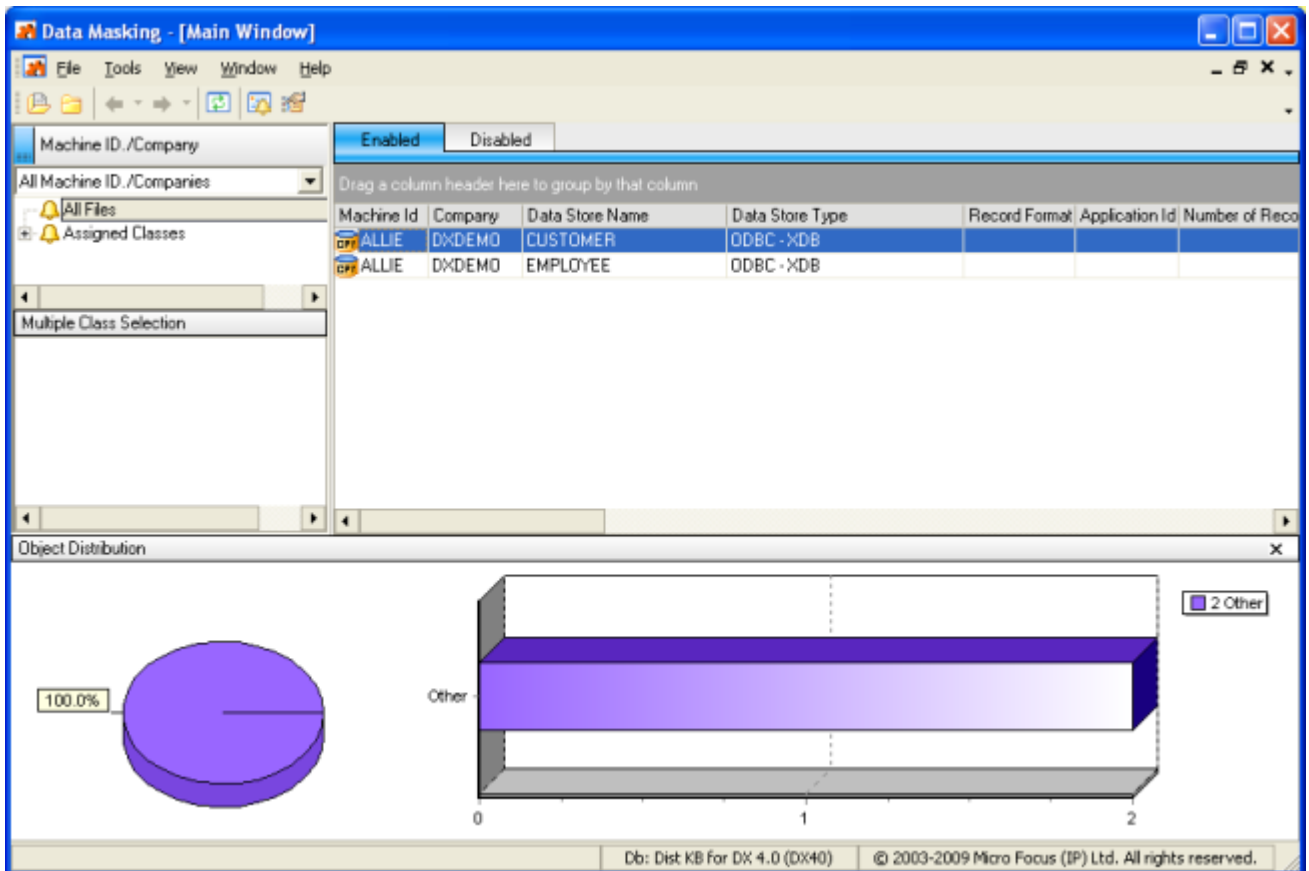 Data Masking - [Main Window]
File Tools View Window Help
Machine ID./Company
Enabled Disabled
All Machine ID./Companies
Drag a column header here to group by that column
All Files
Assigned Classes
Machine Id Company Data Store Name Data Store Type Record Format Application Id Number of Reco
OFF ALLIE DXDEMO CUSTOMER ODBC - XDB
OFF ALLIE DXDEMO EMPLOYEE ODBC - XDB
Multiple Class Selection
Object Distribution
2 Other
100.0%
Other
0 1 2
Db: Dist KB for DX 4.0 (DX40) © 2003-2009 Micro Focus (IP) Ltd. All rights reserved.